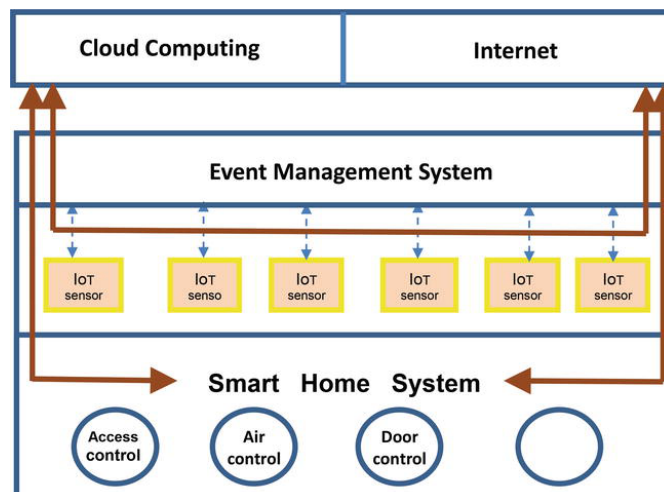 Cloud Computing
Internet
Event Management System
IoT
sensor
IoT
senso
IoT
sensor
IoT
sensor
IoT
sensor
IoT
sensor
Smart Home System
Access
control
Air
control
Door
control